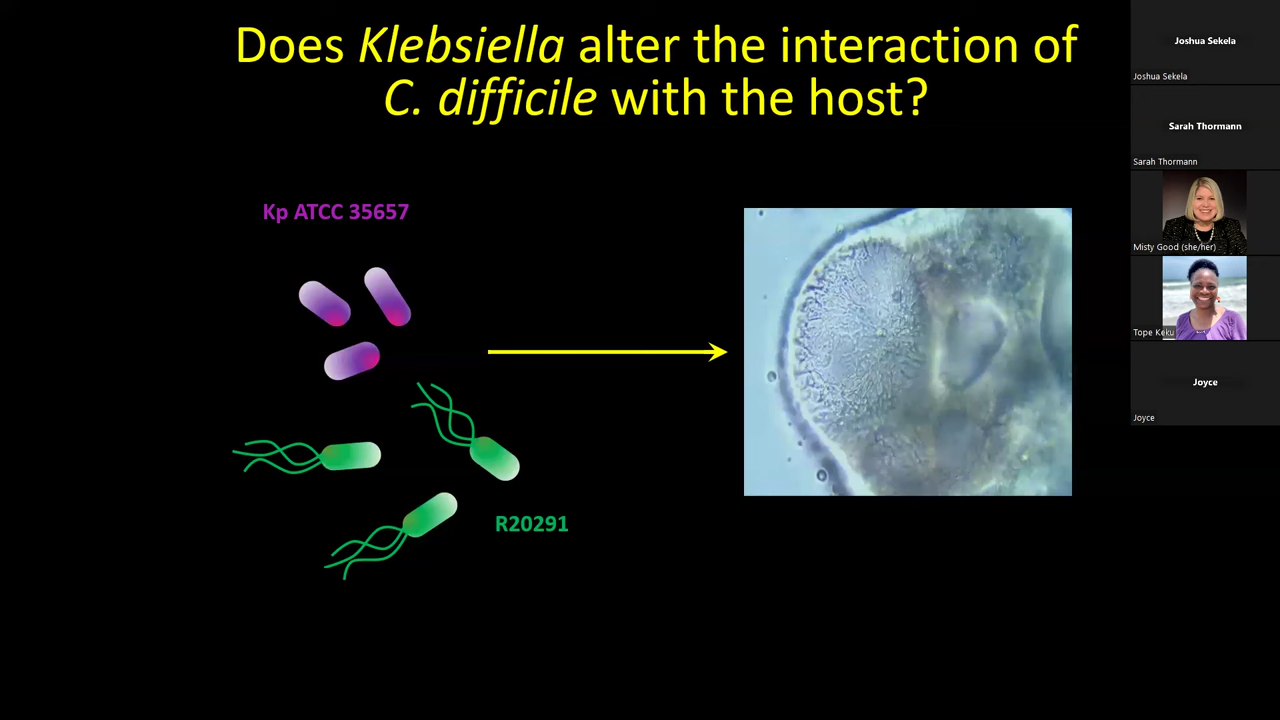 Does Klebsiella alter the interaction of
C. difficile with the host?
Kp ATCC 35657
R20291
Joshua Sekela
Joshua Sekela
Sarah Thormann
Sarah Thormann
Misty Good (she/her)
Tope Keku
Joyce
Joyce